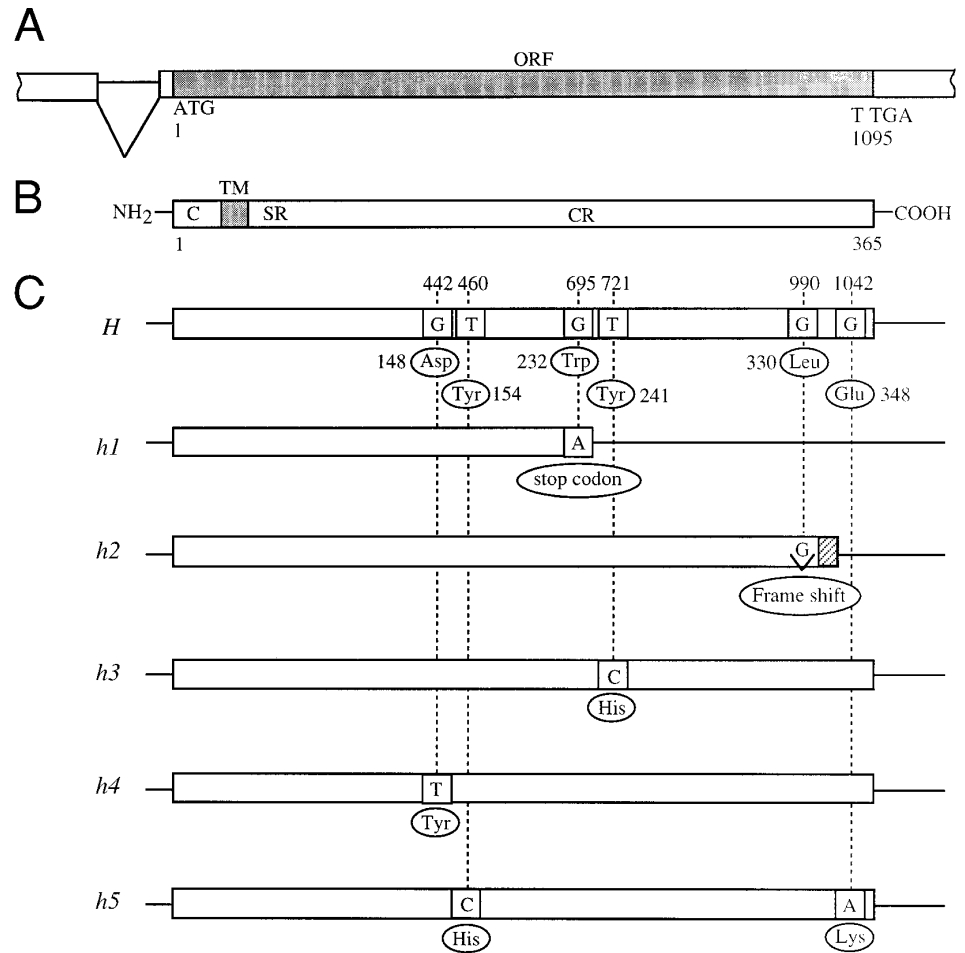 A
ORF
ATG
T TGA
1
1095
B
TM
NH2
C
SR
CR
COOH
1
365
C
442 460 695 721 990 1042
H
G T G T G G
148 Asp 232 Trp 330 Leu
Tyr 154 Tyr 241 Glu 348
h1
A
stop codon
h2
G
Frame shift
h3
C
His
h4
T
Tyr
h5
C A
His Lys